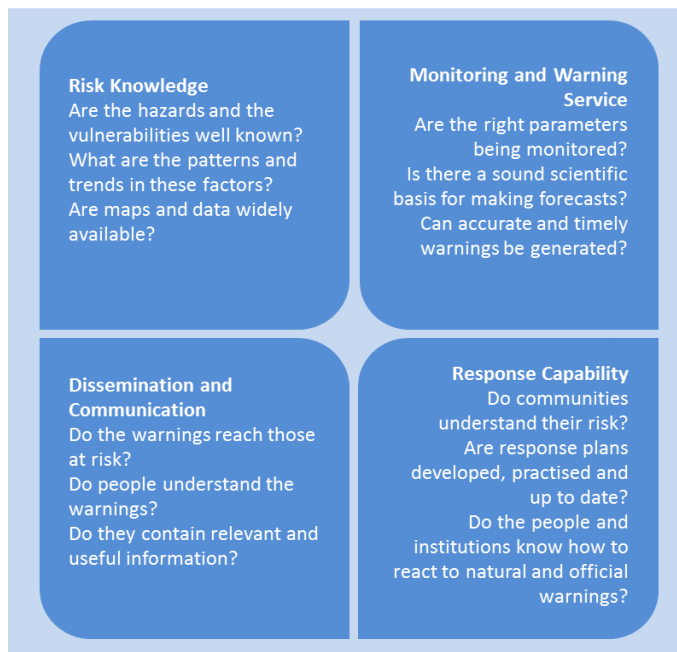 Risk Knowledge
Are the hazards and the
vulnerabilities well known?
What are the patterns and
trends in these factors?
Are maps and data widely
available?
Monitoring and Warning
Service
Are the right parameters
being monitored?
Is there a sound scientific
basis for making forecasts?
Can accurate and timely
warnings be generated?
Dissemination and
Communication
Do the warnings reach those
at risk?
Do people understand the
warnings?
Do they contain relevant and
useful information?
Response Capability
Do communities
understand their risk?
Are response plans
developed, practised and
up to date?
Do the people and
institutions know how to
react to natural and official
warnings?